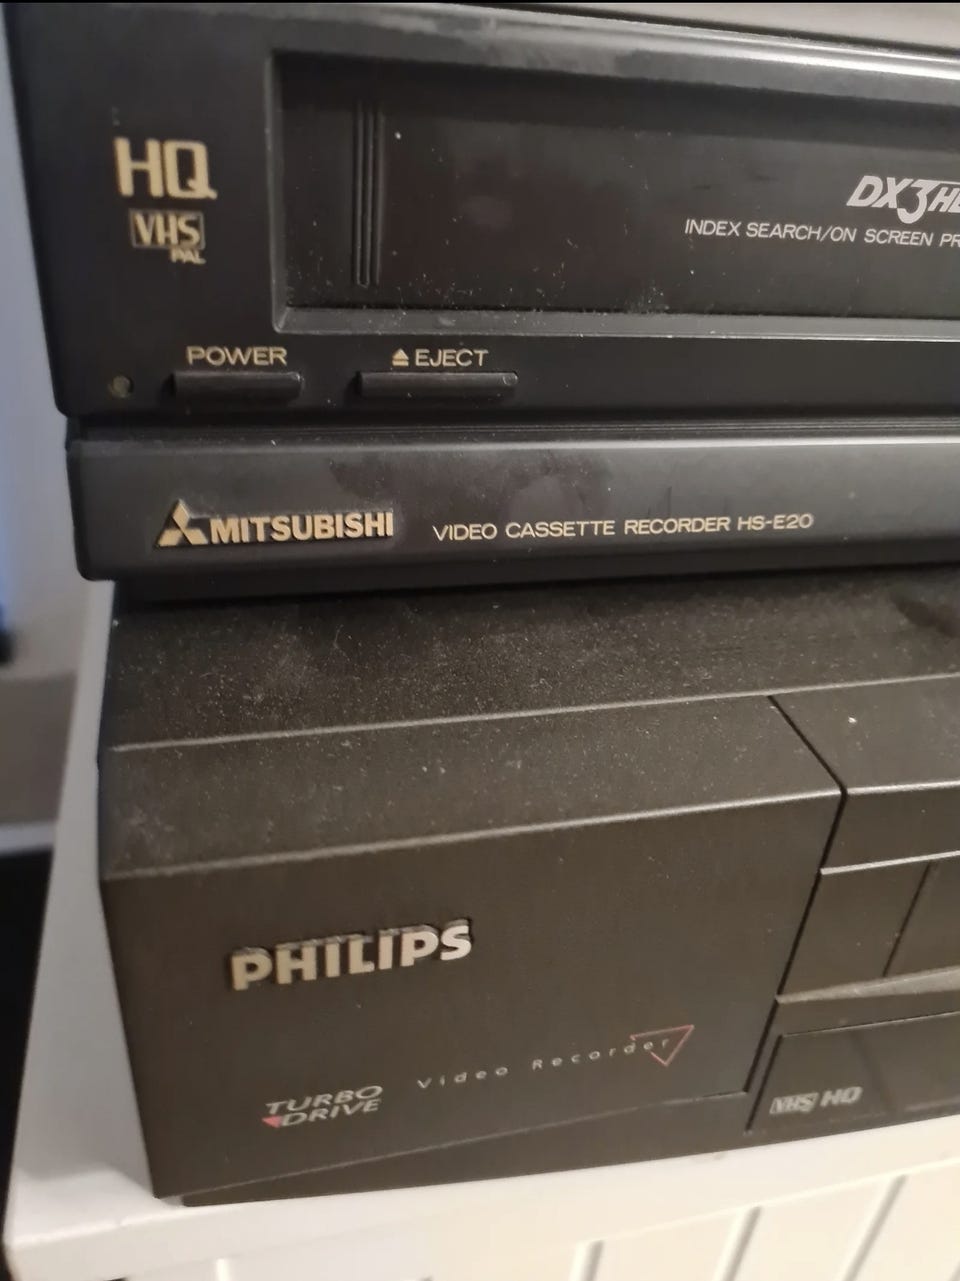 HQ
VHS
PAL
DX3
INDEX SEARCH/ON SCREEN
POWER
EJECT
MITSUBISHI
VIDEO CASSETTE RECORDER HS-E20
PHILIPS
Video Recorder
TURBO
DRIVE
VHS HQ